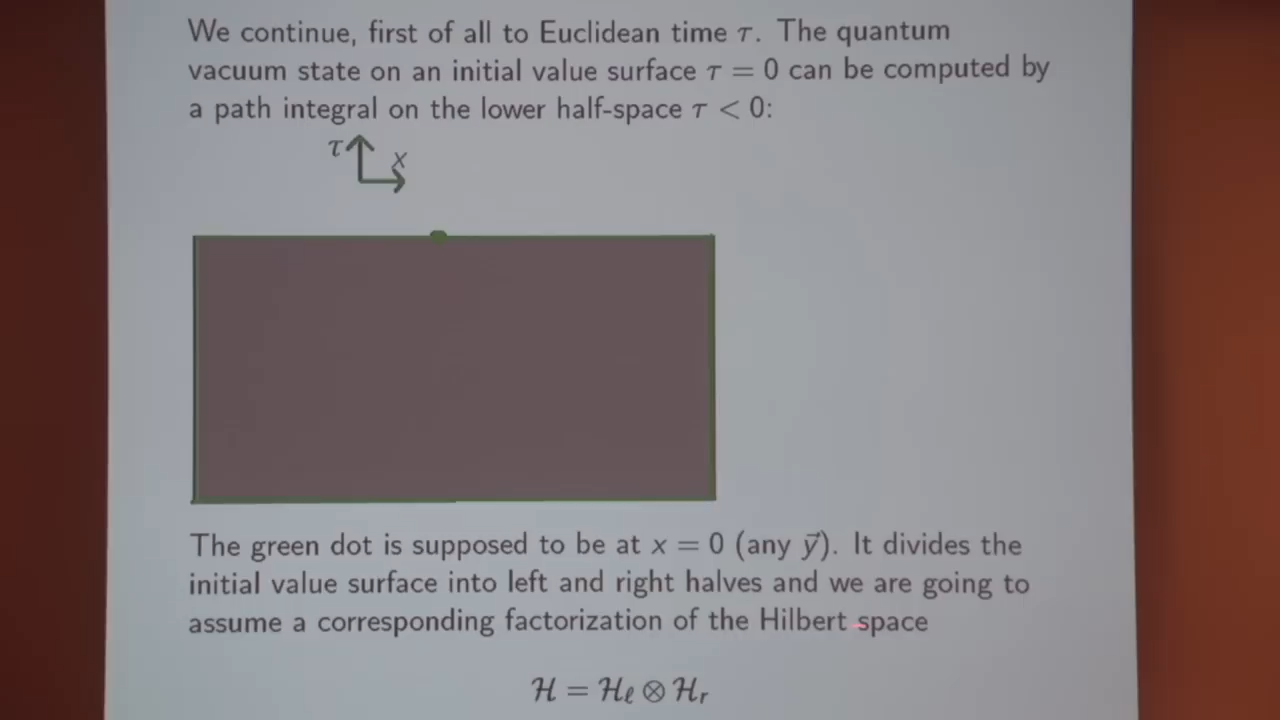 We continue, first of all to Euclidean time τ. The quantum
vacuum state on an initial value surface τ = 0 can be computed by
a path integral on the lower half-space τ < 0:
τ
x
The green dot is supposed to be at x = 0 (any y⃗). It divides the
initial value surface into left and right halves and we are going to
assume a corresponding factorization of the Hilbert space
ℋ = ℋℓ ⊗ ℋr